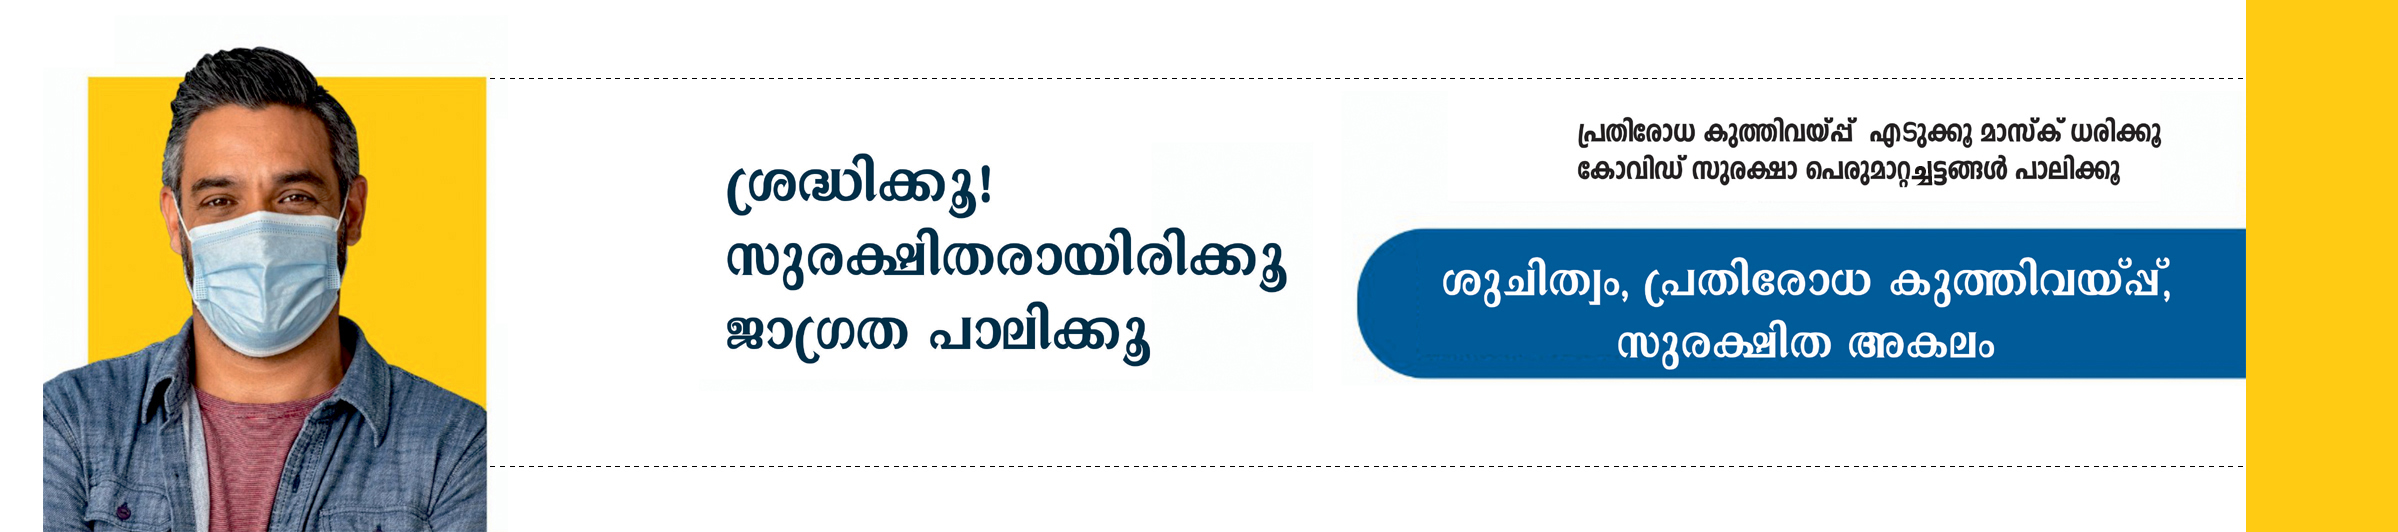 ശ്രദ്ധിക്കൂ!
സുരക്ഷിതരായിരിക്കൂ
ജാഗ്രത പാലിക്കൂ
പ്രതിരോധ കുത്തിവയ്പ്പ് എടുക്കൂ മാസ്ക് ധരിക്കൂ
കോവിഡ് സുരക്ഷാ പെരുമാറ്റച്ചട്ടങ്ങൾ പാലിക്കൂ
ശുചിത്വം, പ്രതിരോധ കുത്തിവയ്പ്പ്,
സുരക്ഷിത അകലം